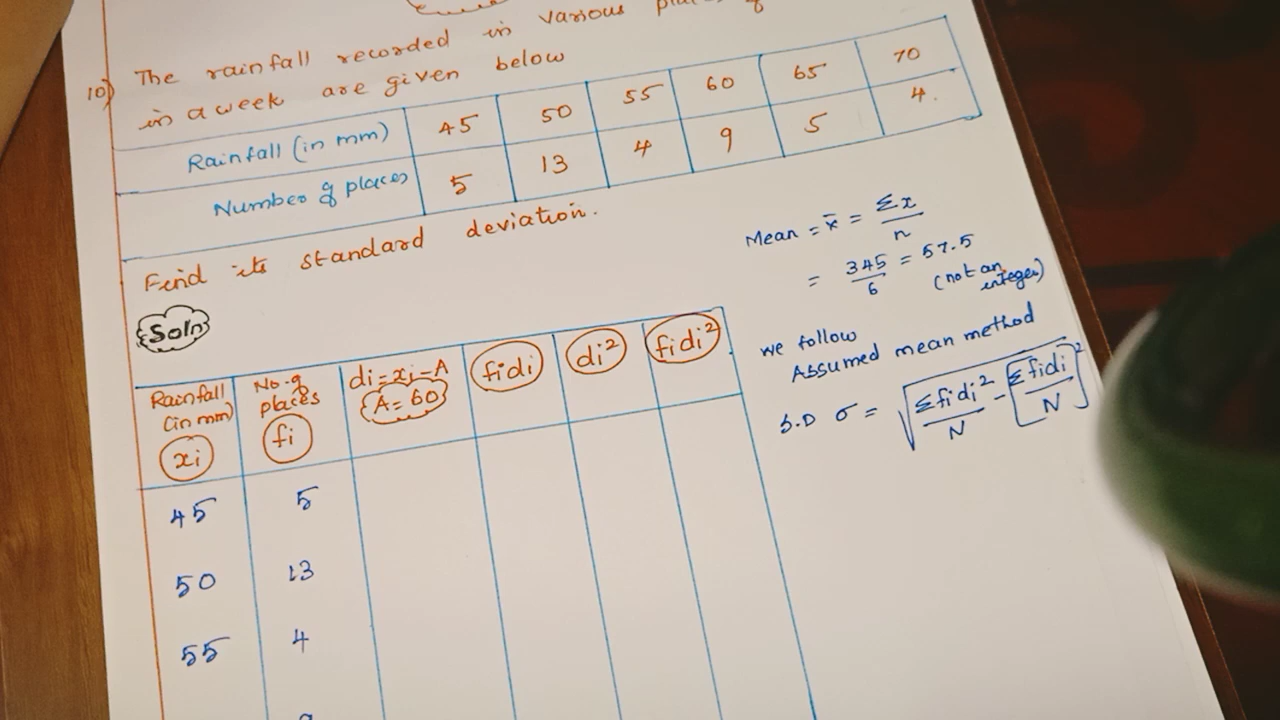 10) The rainfall recorded in various
in a week are given below
Rainfall (in mm) 45 50 55 60 65 70
Number of places 5 13 4 9 5 4.
Find its standard deviation.
Soln
Mean = x̄ = Σx/n
= 345/6 = 57.5
(not an integer)
we follow
Assumed mean method
S.D σ = √(Σfidi²/N - [Σfidi/N]²)
Rainfall (in mm) xi
No. of places fi
di = xi - A
A = 60
fidi
di²
fidi²
45 5
50 13
55 4